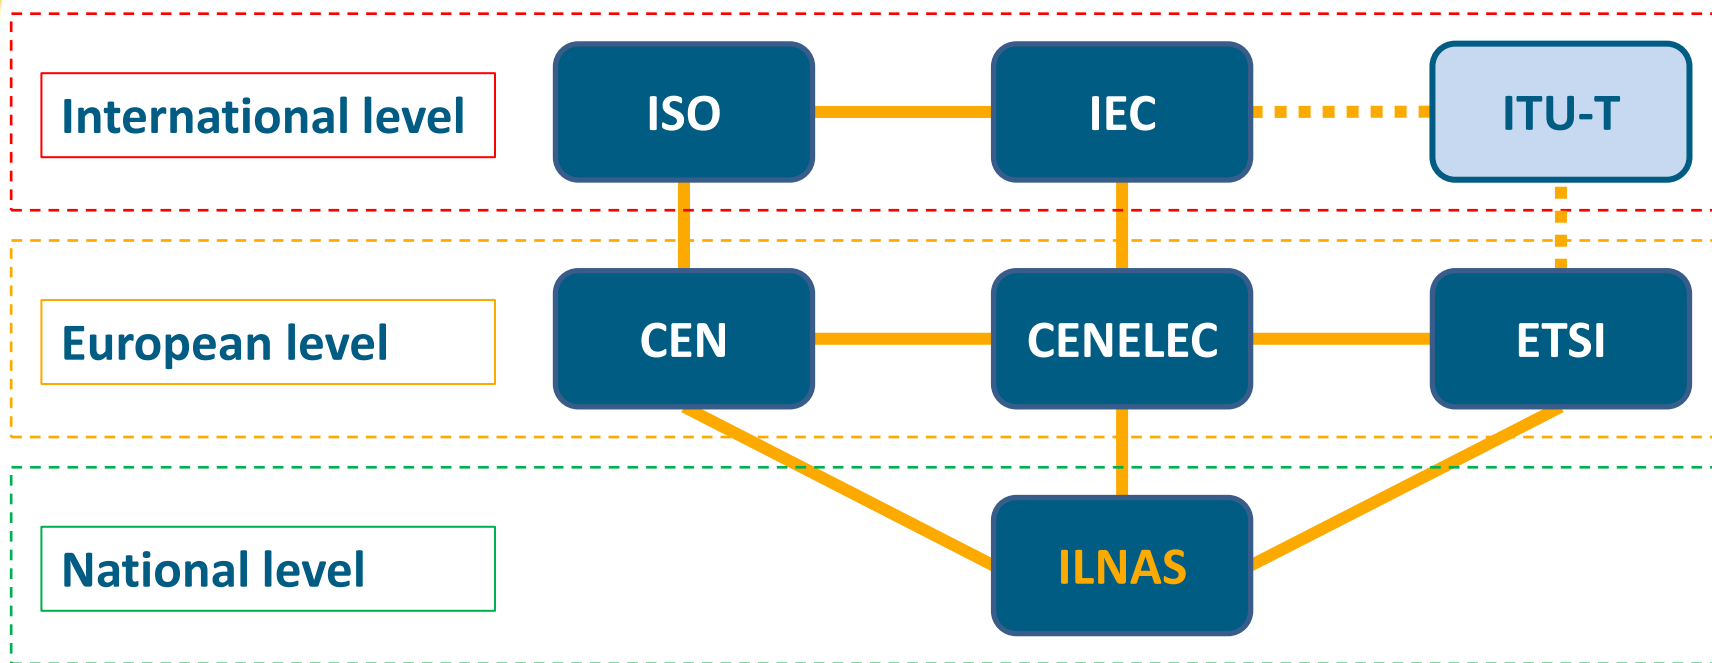 International level
ISO
IEC
ITU-T
European level
CEN
CENELEC
ETSI
National level
ILNAS